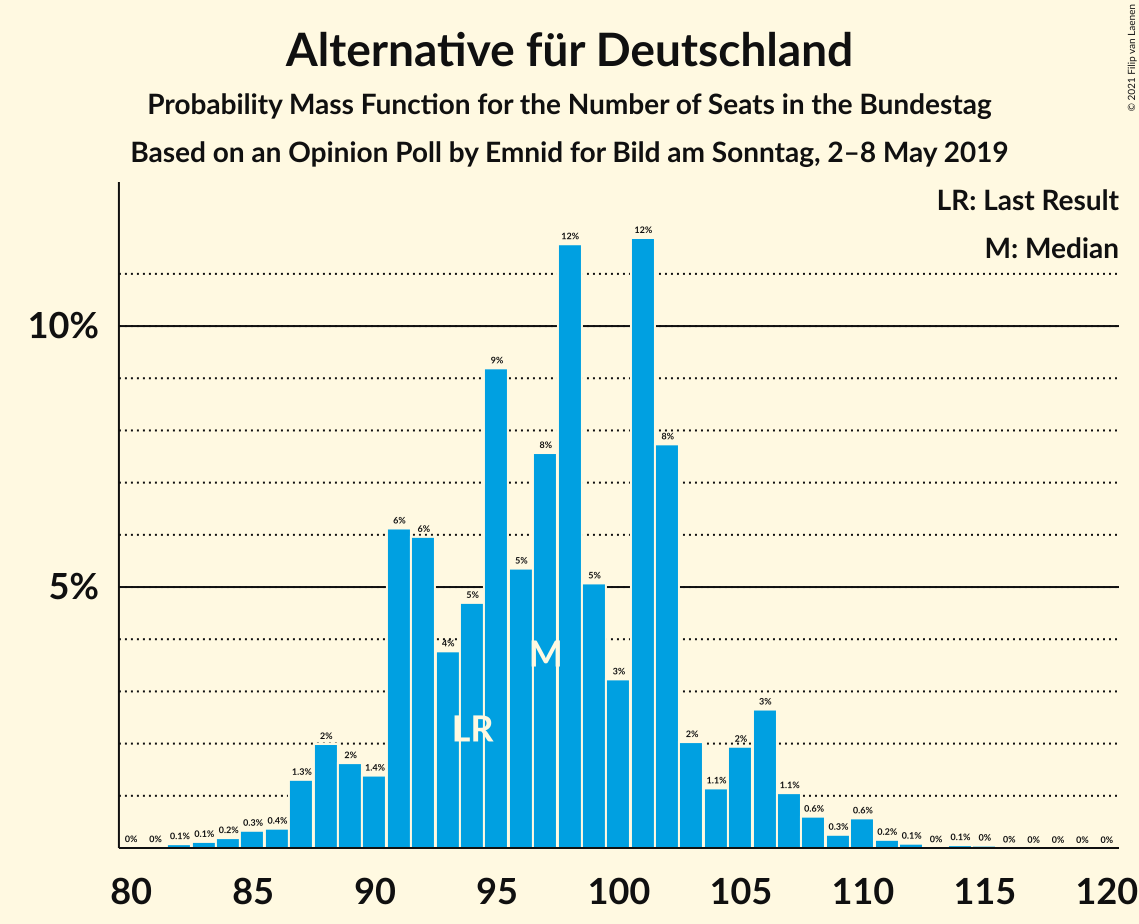 Alternative für Deutschland
Probability Mass Function for the Number of Seats in the Bundestag
Based on an Opinion Poll by Emnid for Bild am Sonntag, 2–8 May 2019
© 2021 Filip van Laenen
LR: Last Result
M: Median
10%
5%
0% 0% 0.1% 0.1% 0.2% 0.3% 0.4% 1.3% 2% 2% 1.4% 6% 6% 4% 5% 9% 5% 8% 12% 5% 3% 12% 8% 2% 1.1% 2% 3% 1.1% 0.6% 0.3% 0.6% 0.2% 0.1% 0% 0.1% 0% 0% 0% 0% 0% 0%
M
LR
80 85 90 95 100 105 110 115 120